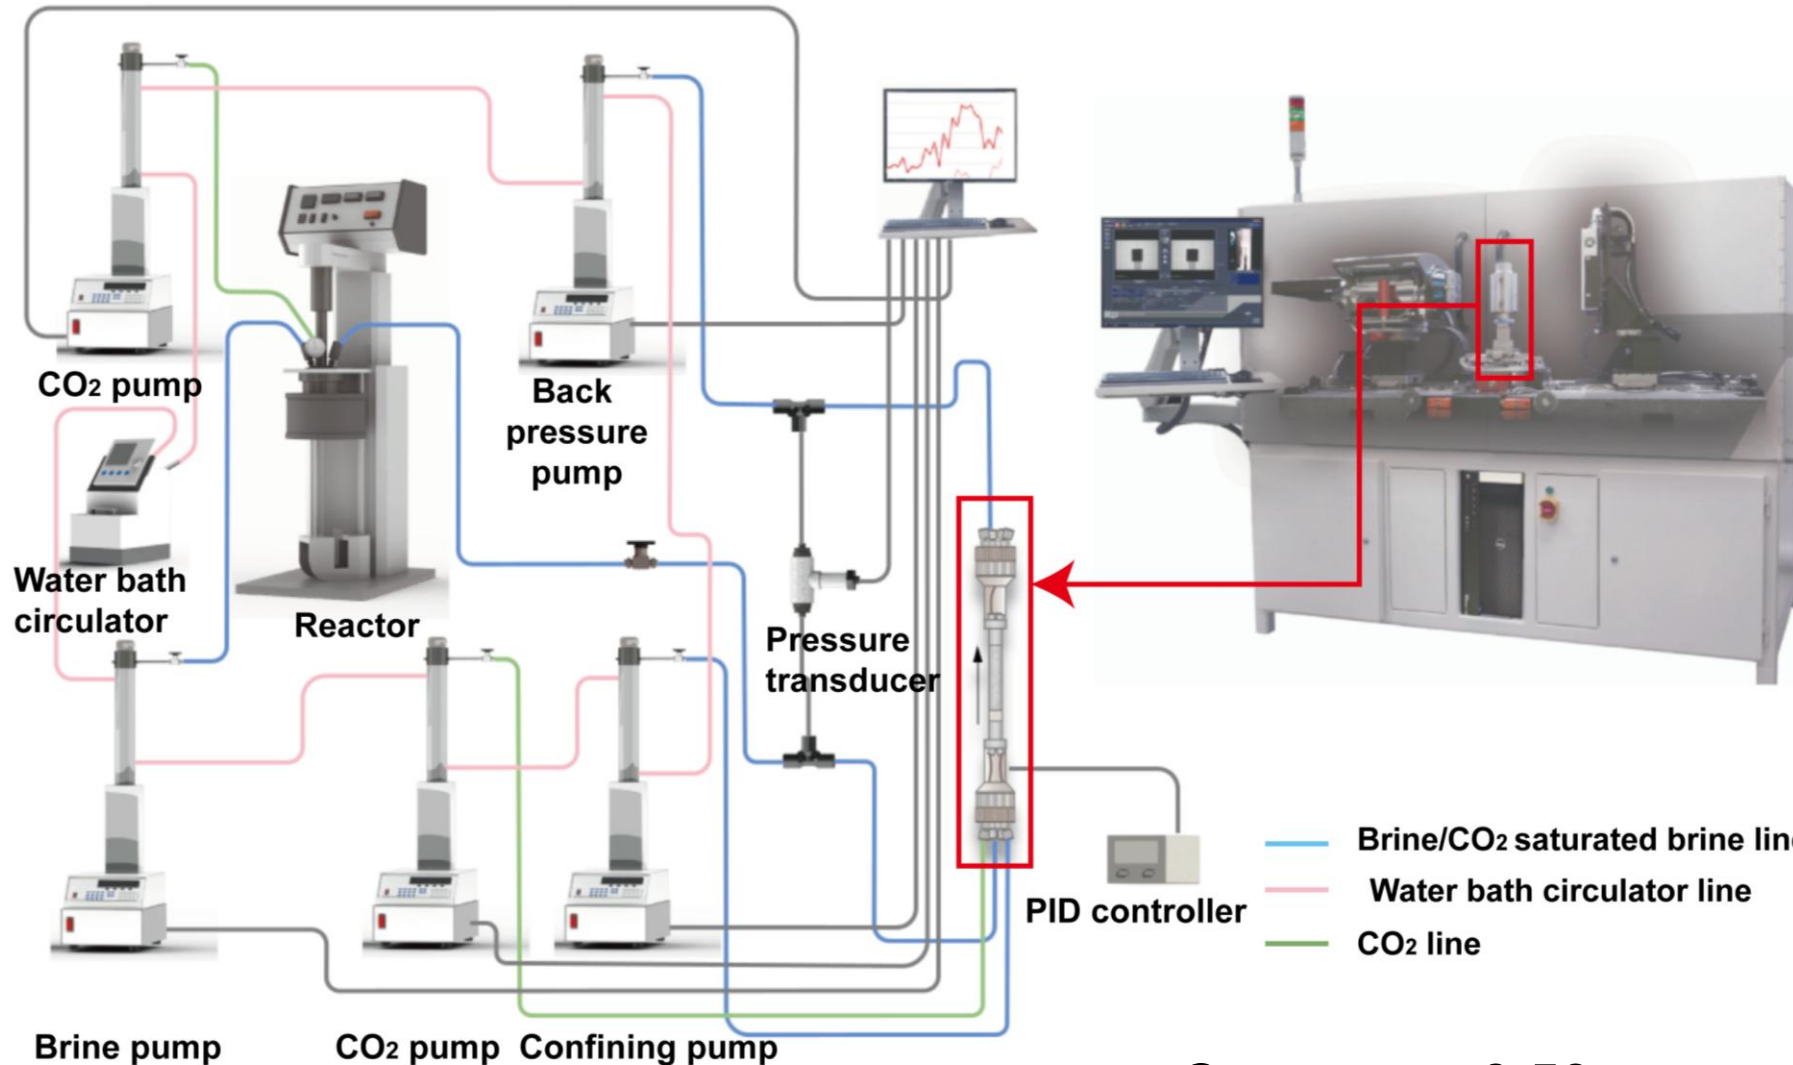 CO2 pump
Back
pressure
pump
Water bath
circulator
Reactor
Pressure
transducer
PID controller
Brine/CO2 saturated brine lin
Water bath circulator line
CO2 line
Brine pump
CO2 pump
Confining pump